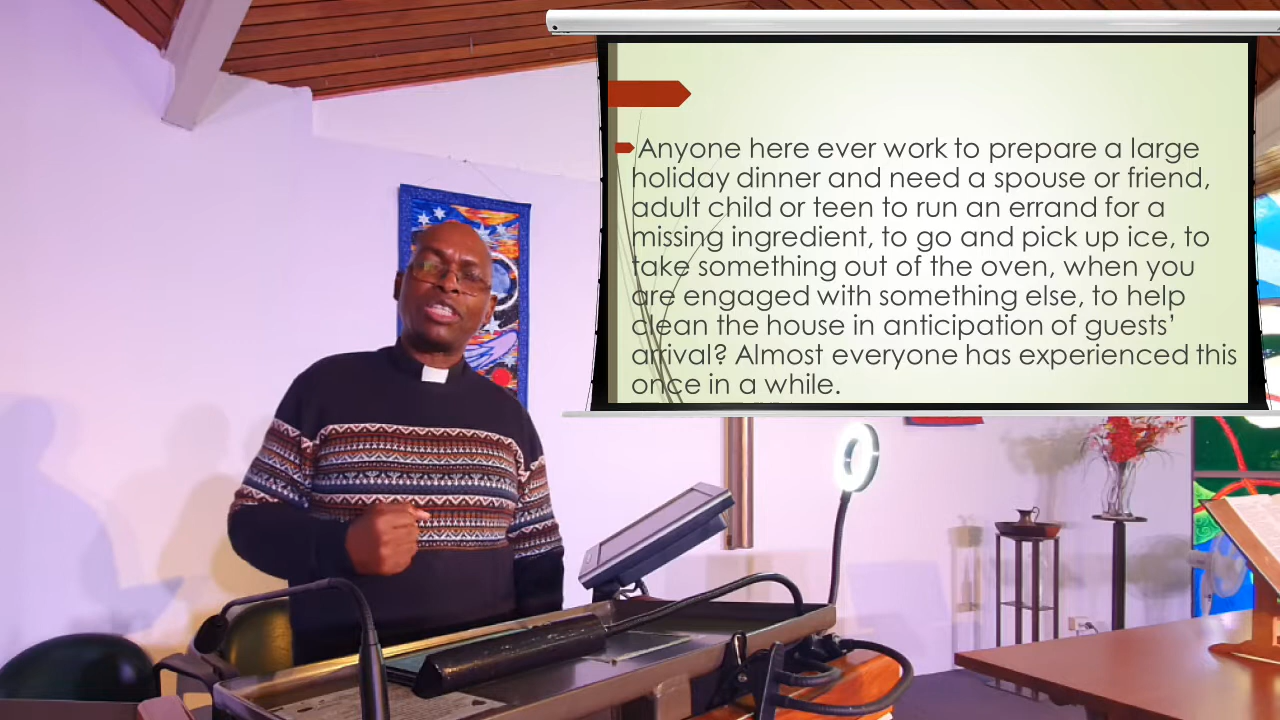 Anyone here ever work to prepare a large
holiday dinner and need a spouse or friend,
adult child or teen to run an errand for a
missing ingredient, to go and pick up ice, to
take something out of the oven, when you
are engaged with something else, to help
clean the house in anticipation of guests'
arrival? Almost everyone has experienced this
once in a while.